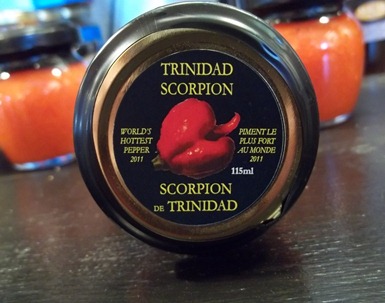 TRINIDAD
SCORPION
WORLD'S
HOTTEST
PEPPER
2011
PIMENT LE
PLUS FORT
AU MONDE
2011
115ml
SCORPION
DE TRINIDAD